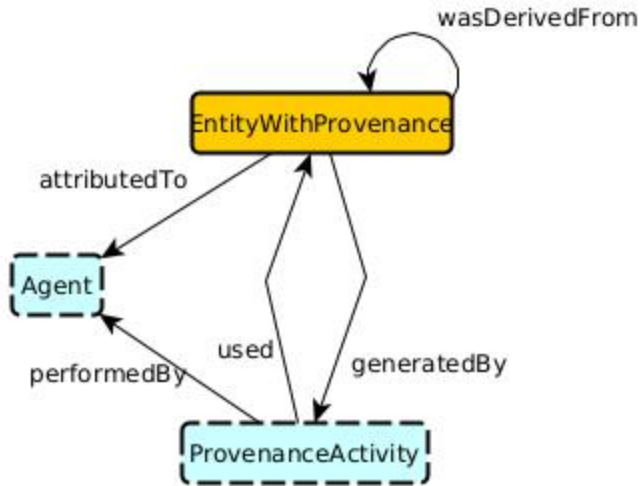 wasDerivedFrom
EntityWithProvenance
attributedTo
Agent
used
generatedBy
performedBy
ProvenanceActivity